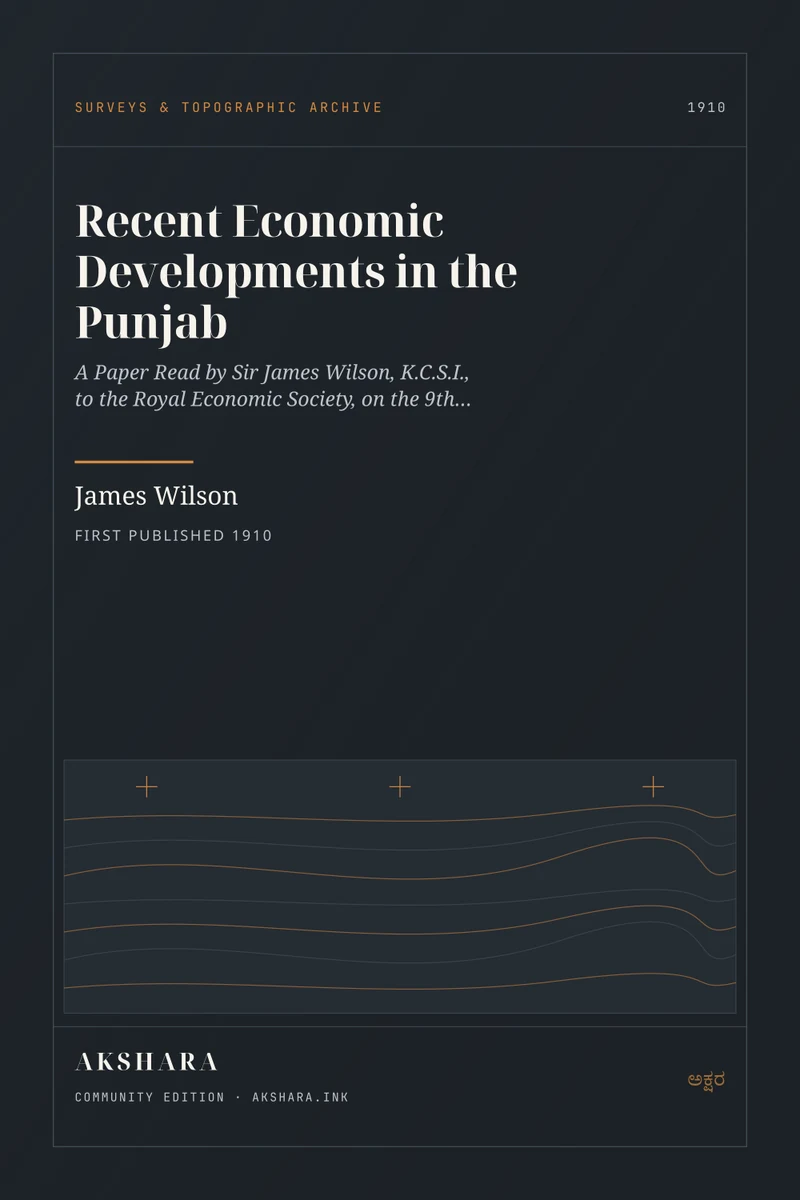 SURVEYS & TOPOGRAPHIC ARCHIVE
1910
Recent Economic
Developments in the
Punjab
A Paper Read by Sir James Wilson, K.C.S.I.,
to the Royal Economic Society, on the 9th...
James Wilson
FIRST PUBLISHED 1910
AKSHARA
COMMUNITY EDITION · AKSHARA.INK
ಅಕ್ಷರ